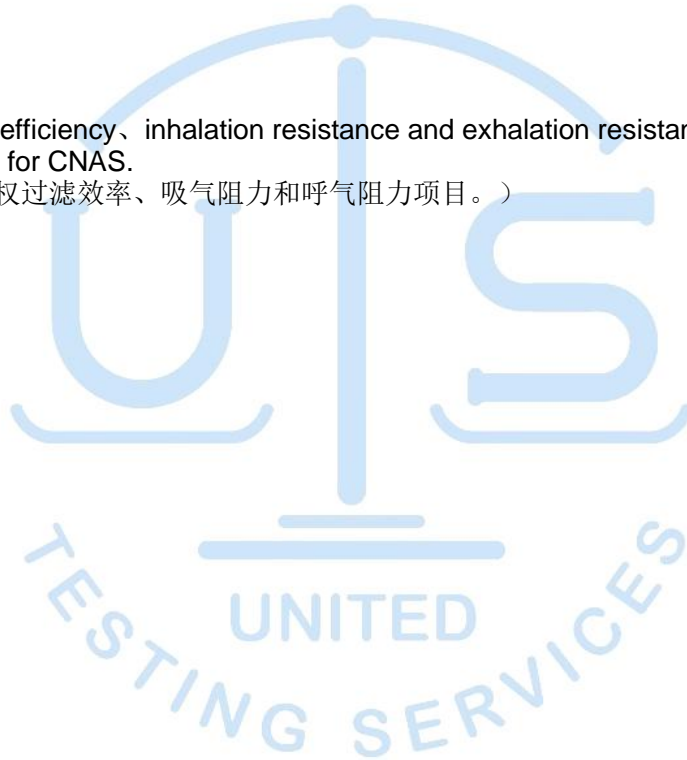 efficiency、inhalation resistance and exhalation resistan
for CNAS.
权过滤效率、吸气阻力和呼气阻力项目。）
U S
UNITED
TESTING SERVICES